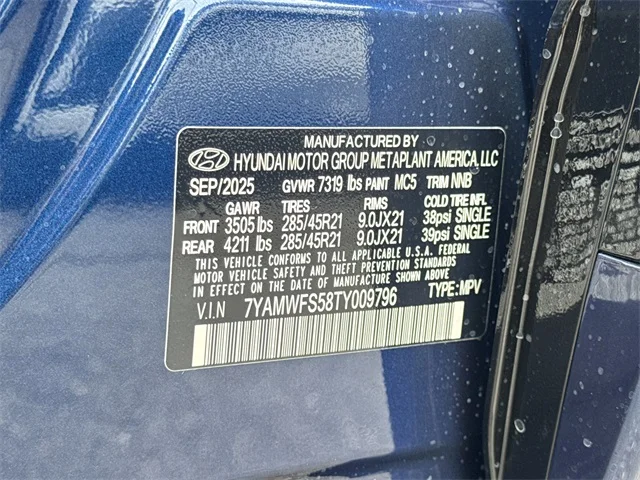 MANUFACTURED BY
HYUNDAI MOTOR GROUP METAPLANT AMERICA, LLC
SEP/2025 GVWR 7319 lbs PAINT MC5 TRIM NNB
GAWR TIRES RIMS COLD TIRE INFL
FRONT 3505 lbs 285/45R21 9.0JX21 38psi SINGLE
REAR 4211 lbs 285/45R21 9.0JX21 39psi SINGLE
THIS VEHICLE CONFORMS TO ALL APPLICABLE U.S.A. FEDERAL
MOTOR VEHICLE SAFETY AND THEFT PREVENTION STANDARDS
IN EFFECT ON THE DATE OF MANUFACTURE SHOWN ABOVE.
V.I.N 7YAMWFS58TY009796 TYPE: MPV